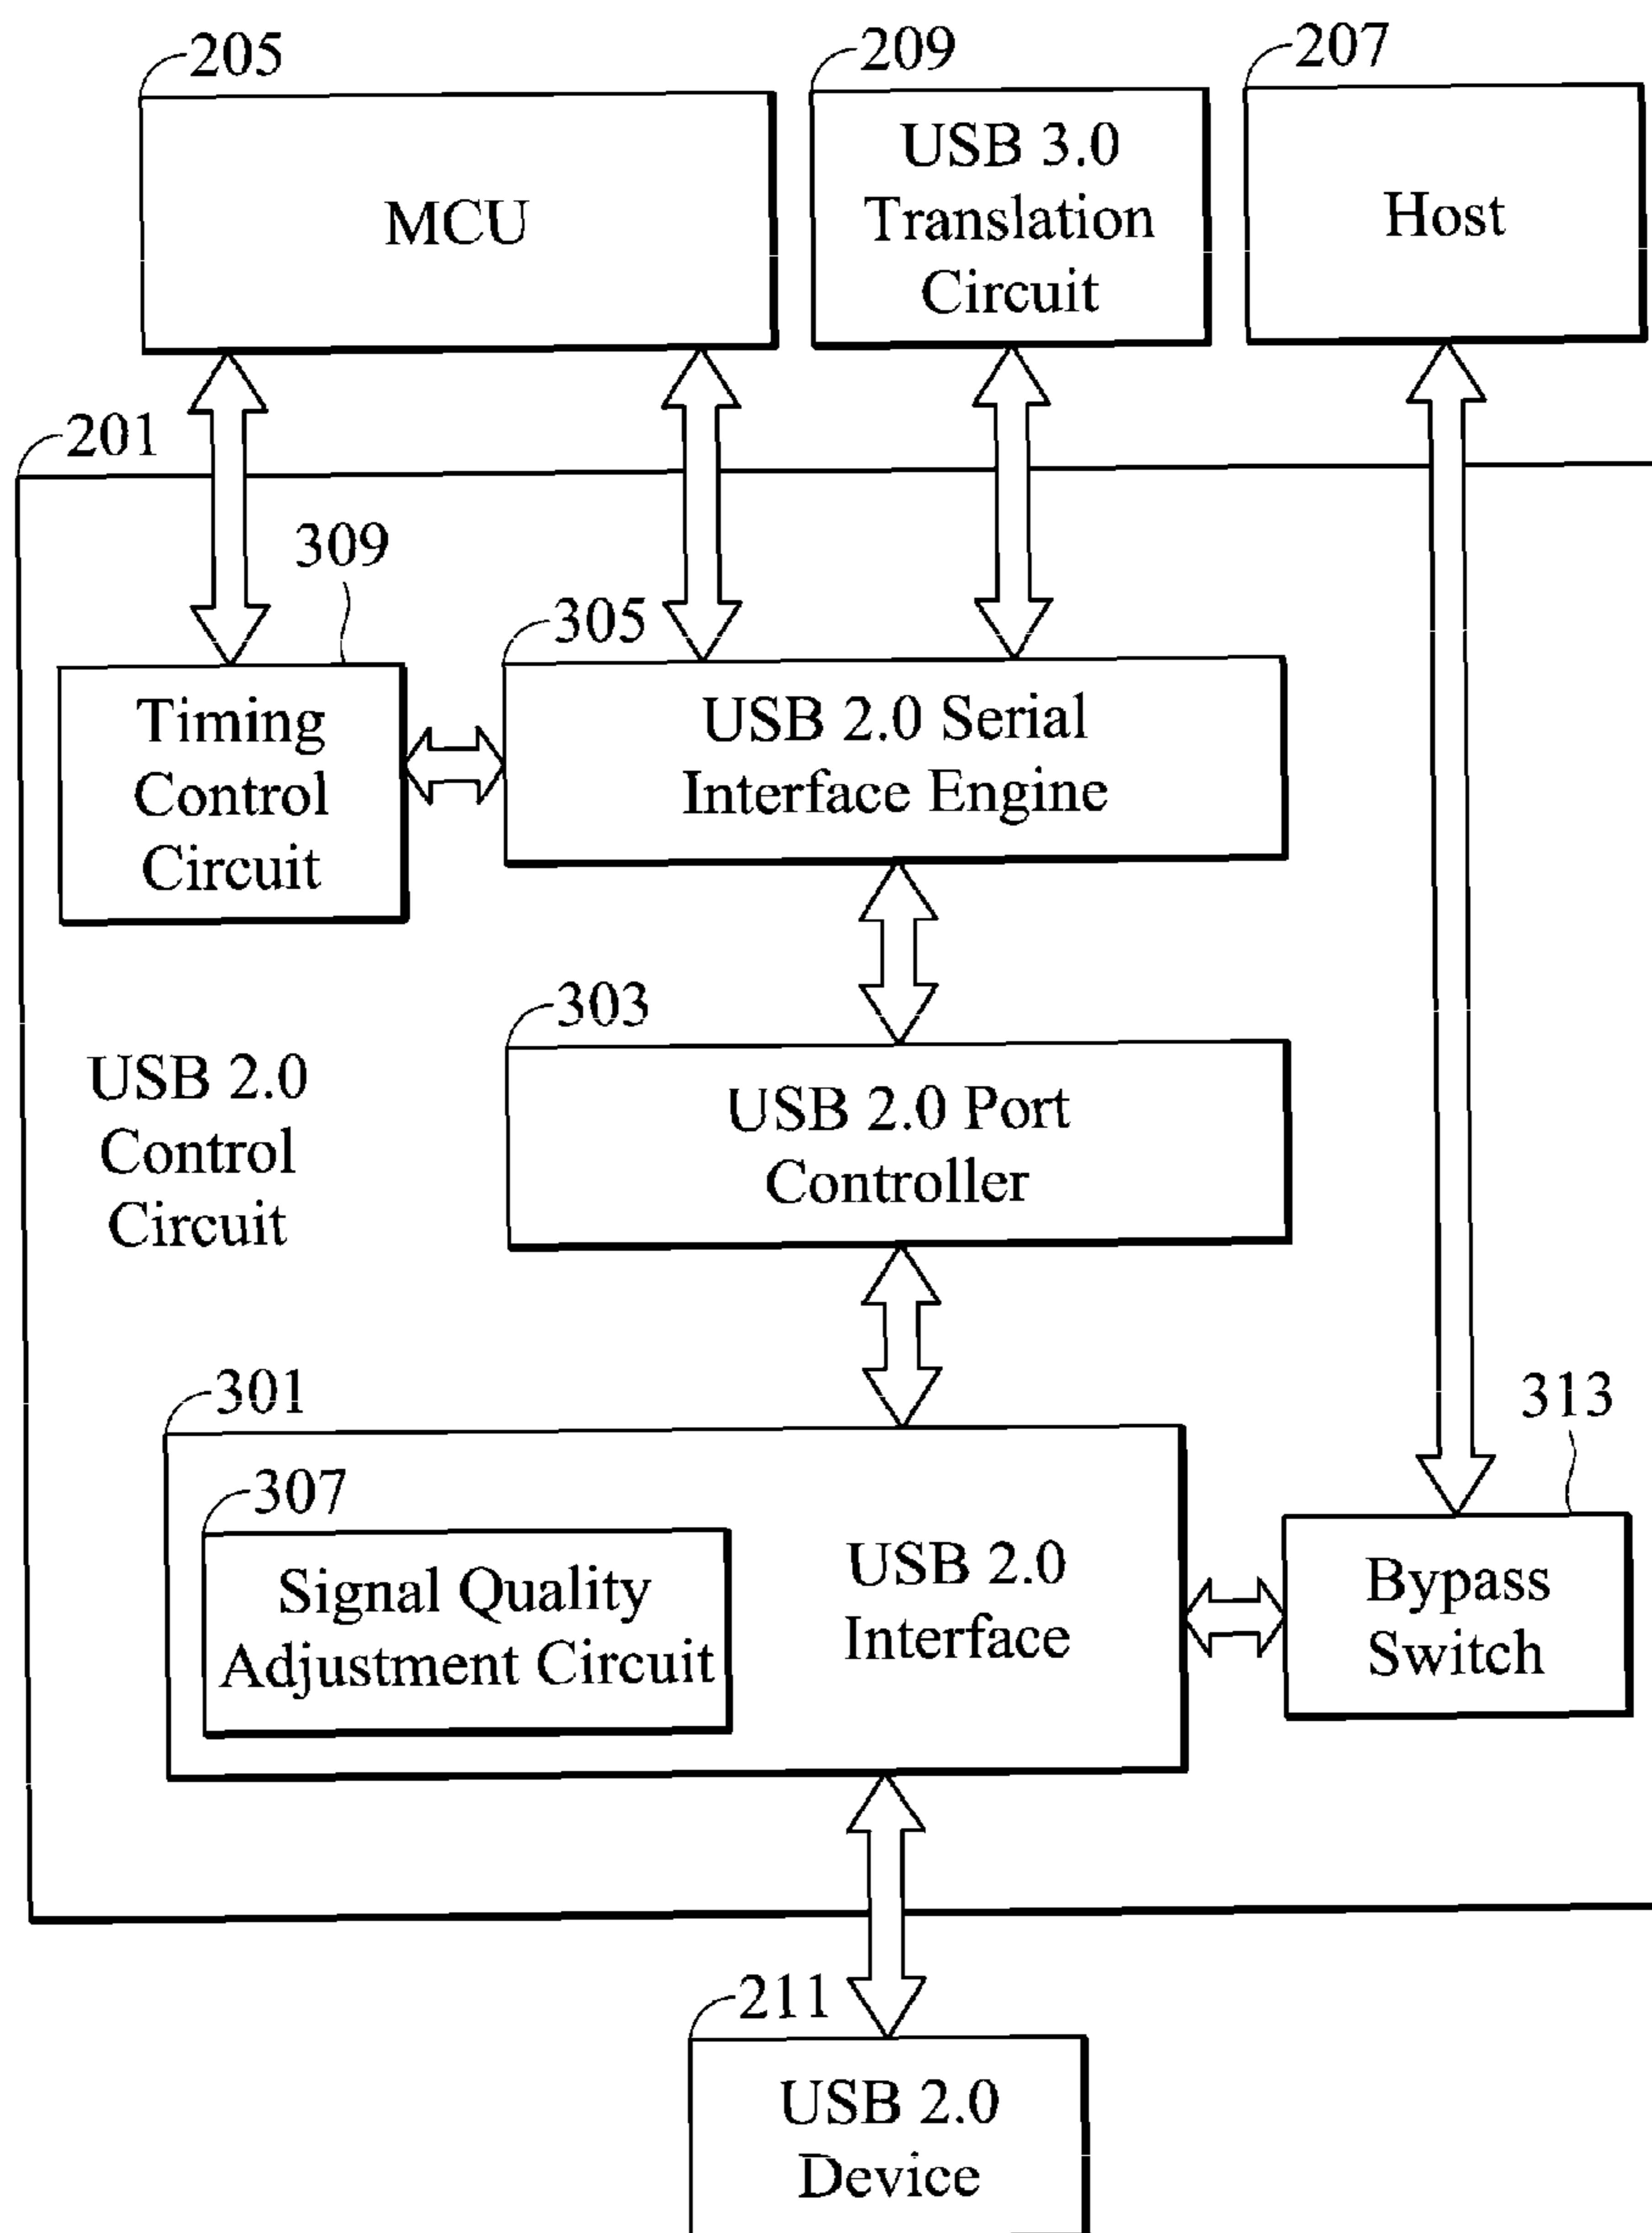 205
209
207
MCU
USB 3.0
Translation
Circuit
Host
201
309
305
Timing
Control
Circuit
USB 2.0 Serial
Interface Engine
303
USB 2.0
Control
Circuit
USB 2.0 Port
Controller
301
313
307
Signal Quality
Adjustment Circuit
USB 2.0
Interface
Bypass
Switch
211
USB 2.0
Device